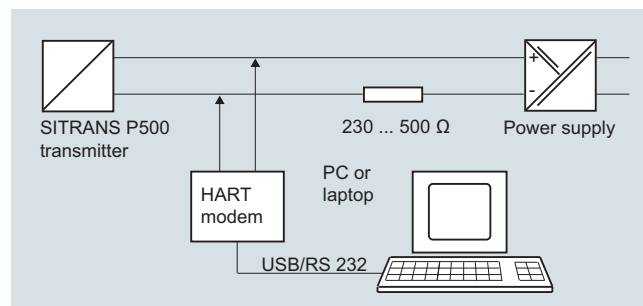 +
-
SITRANS P500
transmitter
230 ... 500 Ω
Power supply
PC or
laptop
HART
modem
USB/RS 232